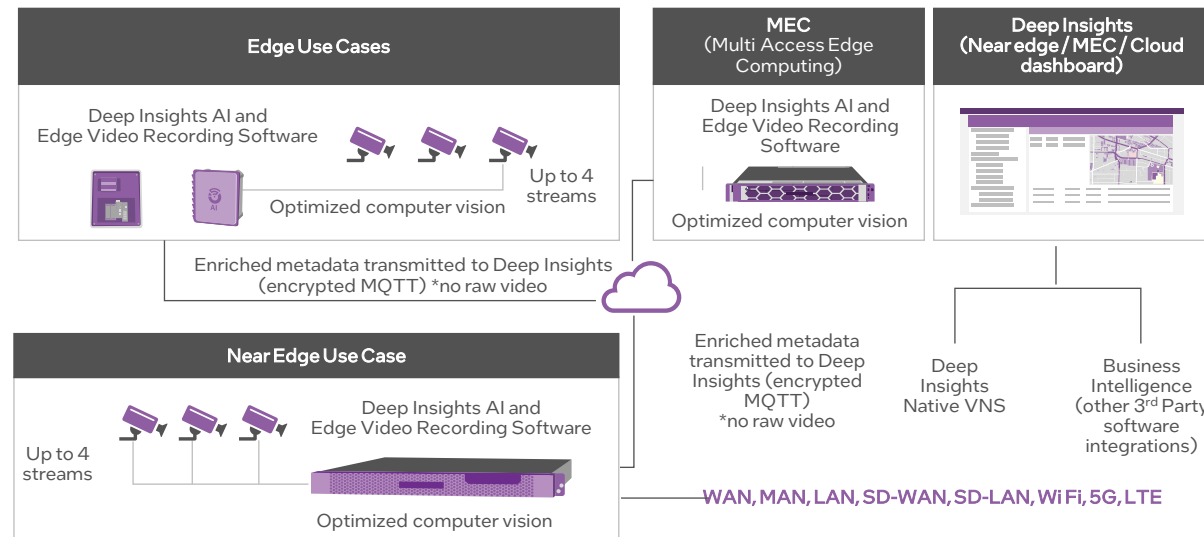 Edge Use Cases
Deep Insights AI and
Edge Video Recording Software
AI
Up to 4
streams
Optimized computer vision
MEC
(Multi Access Edge
Computing)
Deep Insights AI and
Edge Video Recording
Software
Optimized computer vision
Deep Insights
(Near edge / MEC / Cloud
dashboard)
Enriched metadata transmitted to Deep Insights
(encrypted MQTT) *no raw video
Near Edge Use Case
Up to 4
streams
Deep Insights AI and
Edge Video Recording Software
Optimized computer vision
Enriched metadata
transmitted to Deep
Insights (encrypted
MQTT)
*no raw video
Deep
Insights
Native VNS
Business
Intelligence
(other 3rd Party
software
integrations)
WAN, MAN, LAN, SD-WAN, SD-LAN, WiFi, 5G, LTE